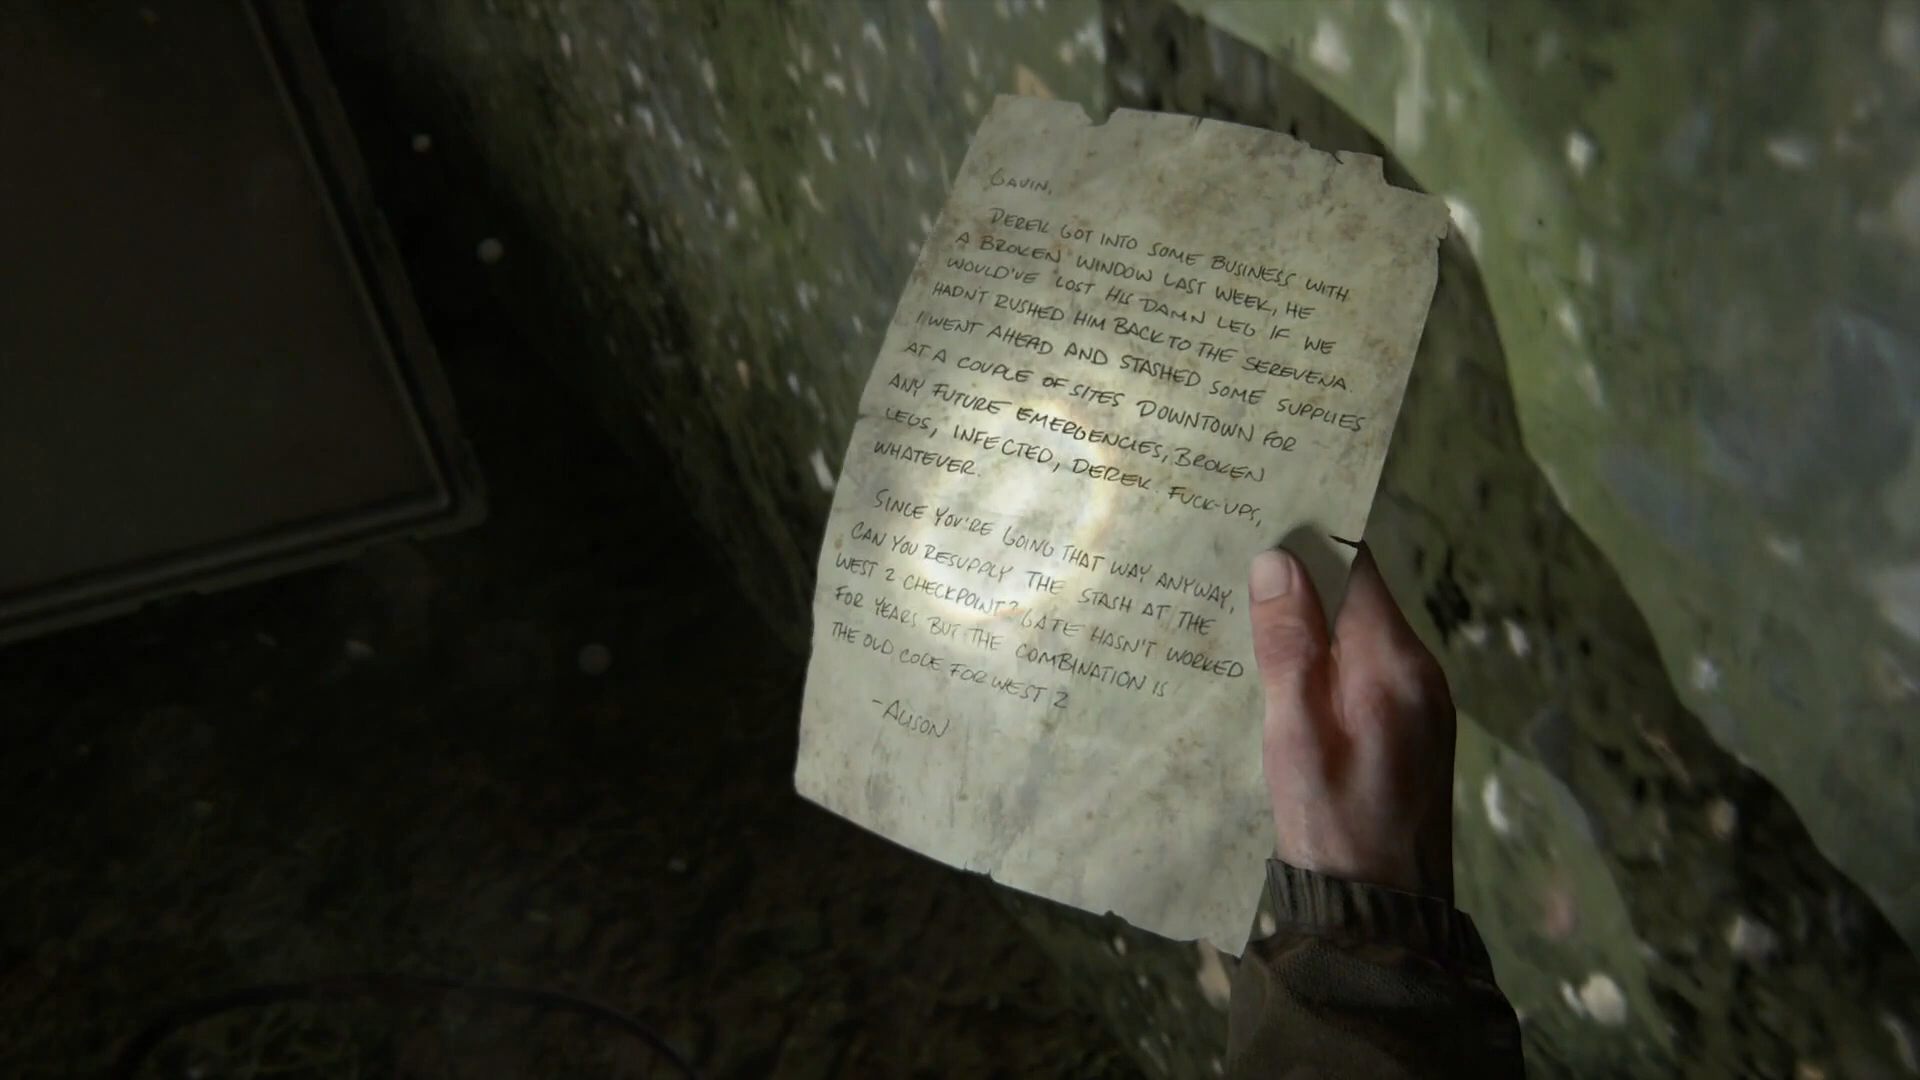 GAVIN,
DEREK GOT INTO SOME BUSINESS WITH
A BROKEN WINDOW LAST WEEK, HE
WOULD'VE LOST HIS DAMN LEG IF WE
HADN'T RUSHED HIM BACK TO THE SEREVENA.
I WENT AHEAD AND STASHED SOME SUPPLIES
AT A COUPLE OF SITES DOWNTOWN FOR
ANY FUTURE EMERGENCIES, BROKEN
LEGS, INFECTED, DEREK FUCK-UPS,
WHATEVER.
SINCE YOU'RE GOING THAT WAY ANYWAY,
CAN YOU RESUPPLY THE STASH AT THE
WEST 2 CHECKPOINT? GATE HASN'T WORKED
FOR YEARS BUT THE COMBINATION IS
THE OLD CODE FOR WEST 2
-ALISON